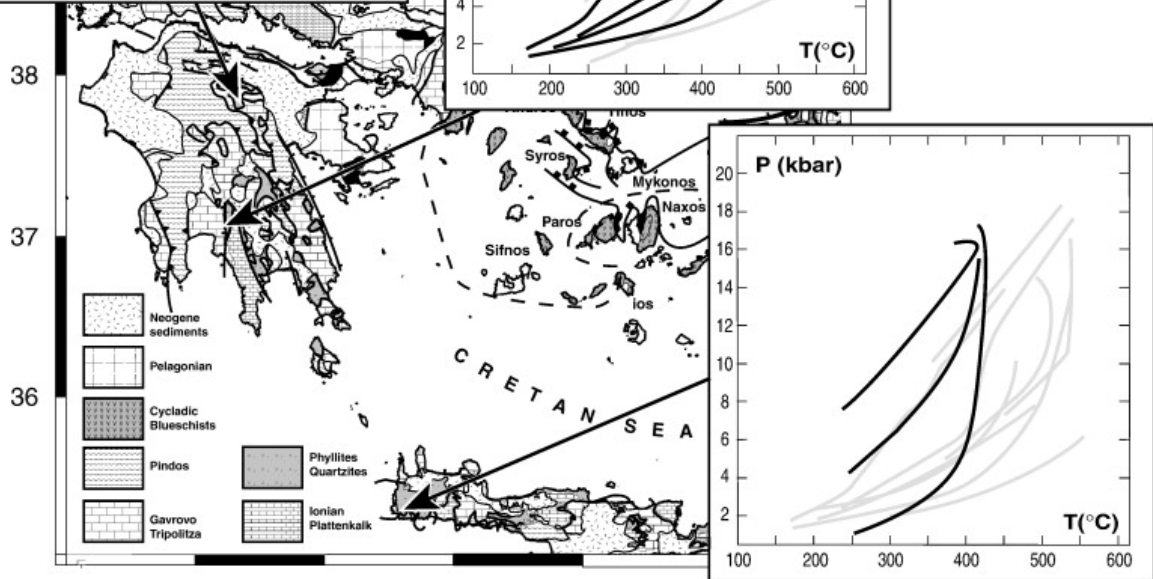 4
2
T(°C)
100 200 300 400 500 600
38
37
36
Tinos
Syros
Mykonos
Paros
Naxos
Sifnos
ios
CRETAN SEA
Neogene
sediments
Pelagonian
Cycladic
Blueschists
Pindos
Gavrovo
Tripolitza
Phyllites
Quartzites
Ionian
Plattenkalk
P (kbar)
20
18
16
14
12
10
8
6
4
2
T(°C)
100 200 300 400 500 600